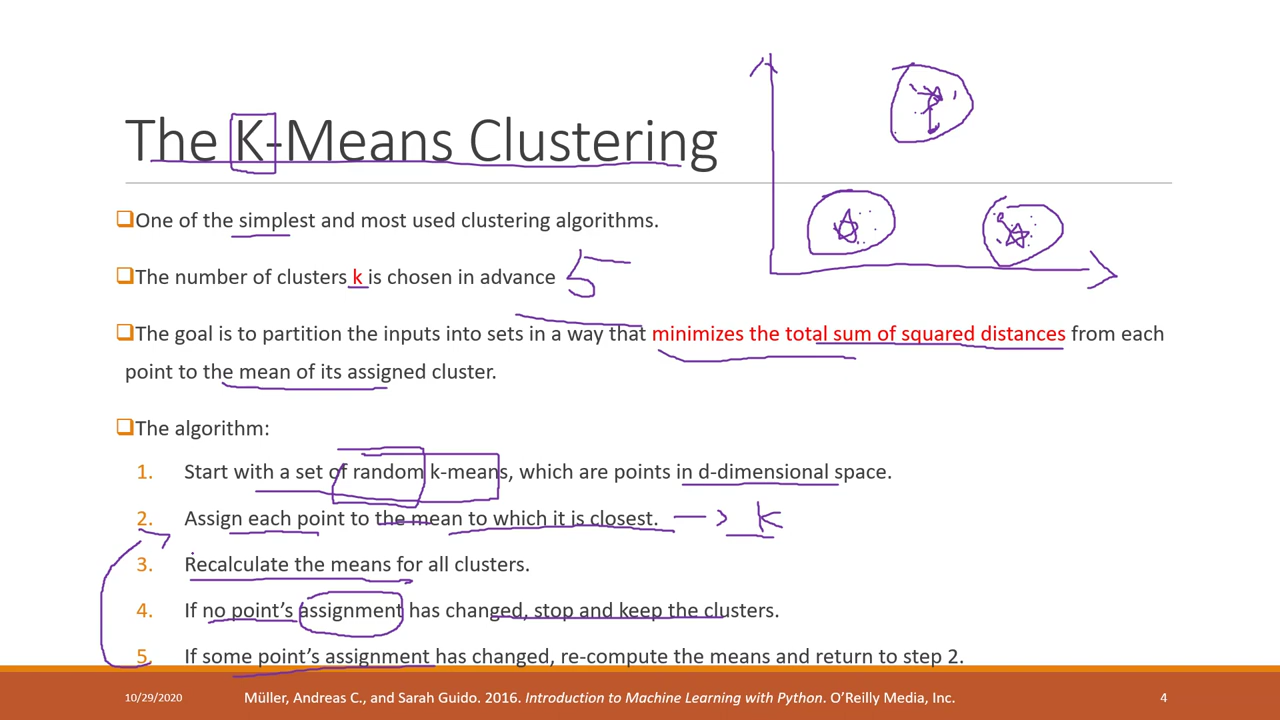 The K-Means Clustering
One of the simplest and most used clustering algorithms.
The number of clusters k is chosen in advance 5
The goal is to partition the inputs into sets in a way that minimizes the total sum of squared distances from each
point to the mean of its assigned cluster.
The algorithm:
1. Start with a set of random k-means, which are points in d-dimensional space.
2. Assign each point to the mean to which it is closest. → k
3. Recalculate the means for all clusters.
4. If no point's assignment has changed, stop and keep the clusters.
5. If some point's assignment has changed, re-compute the means and return to step 2.
10/29/2020 Müller, Andreas C., and Sarah Guido. 2016. Introduction to Machine Learning with Python. O'Reilly Media, Inc. 4